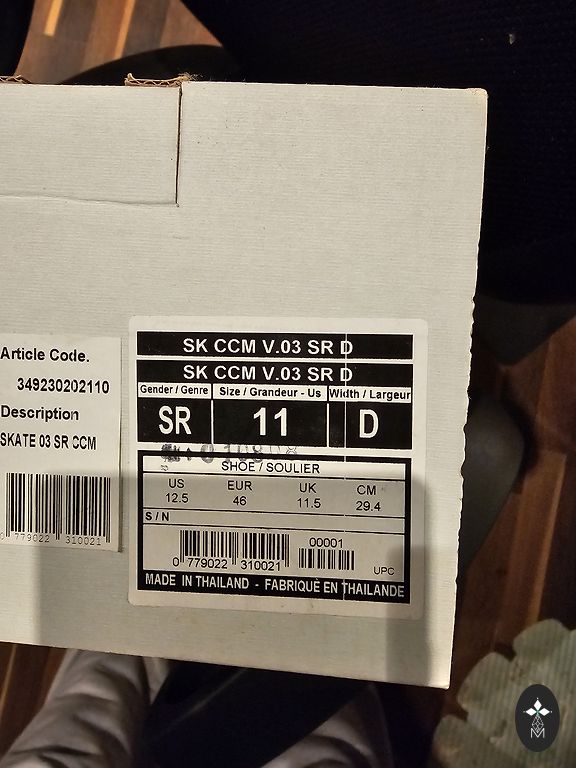 Article Code.
349230202110
Description
SKATE 03 SR CCM
0 779022 310021
SK CCM V.03 SR D
SK CCM V.03 SR D
Gender / Genre Size / Grandeur - Us Width / Largeur
SR 11 D
SHOE / SOULIER
US EUR UK CM
12.5 46 11.5 29.4
S / N
00001
0 779022 310021 UPC
MADE IN THAILAND - FABRIQUÉ EN THAILANDE